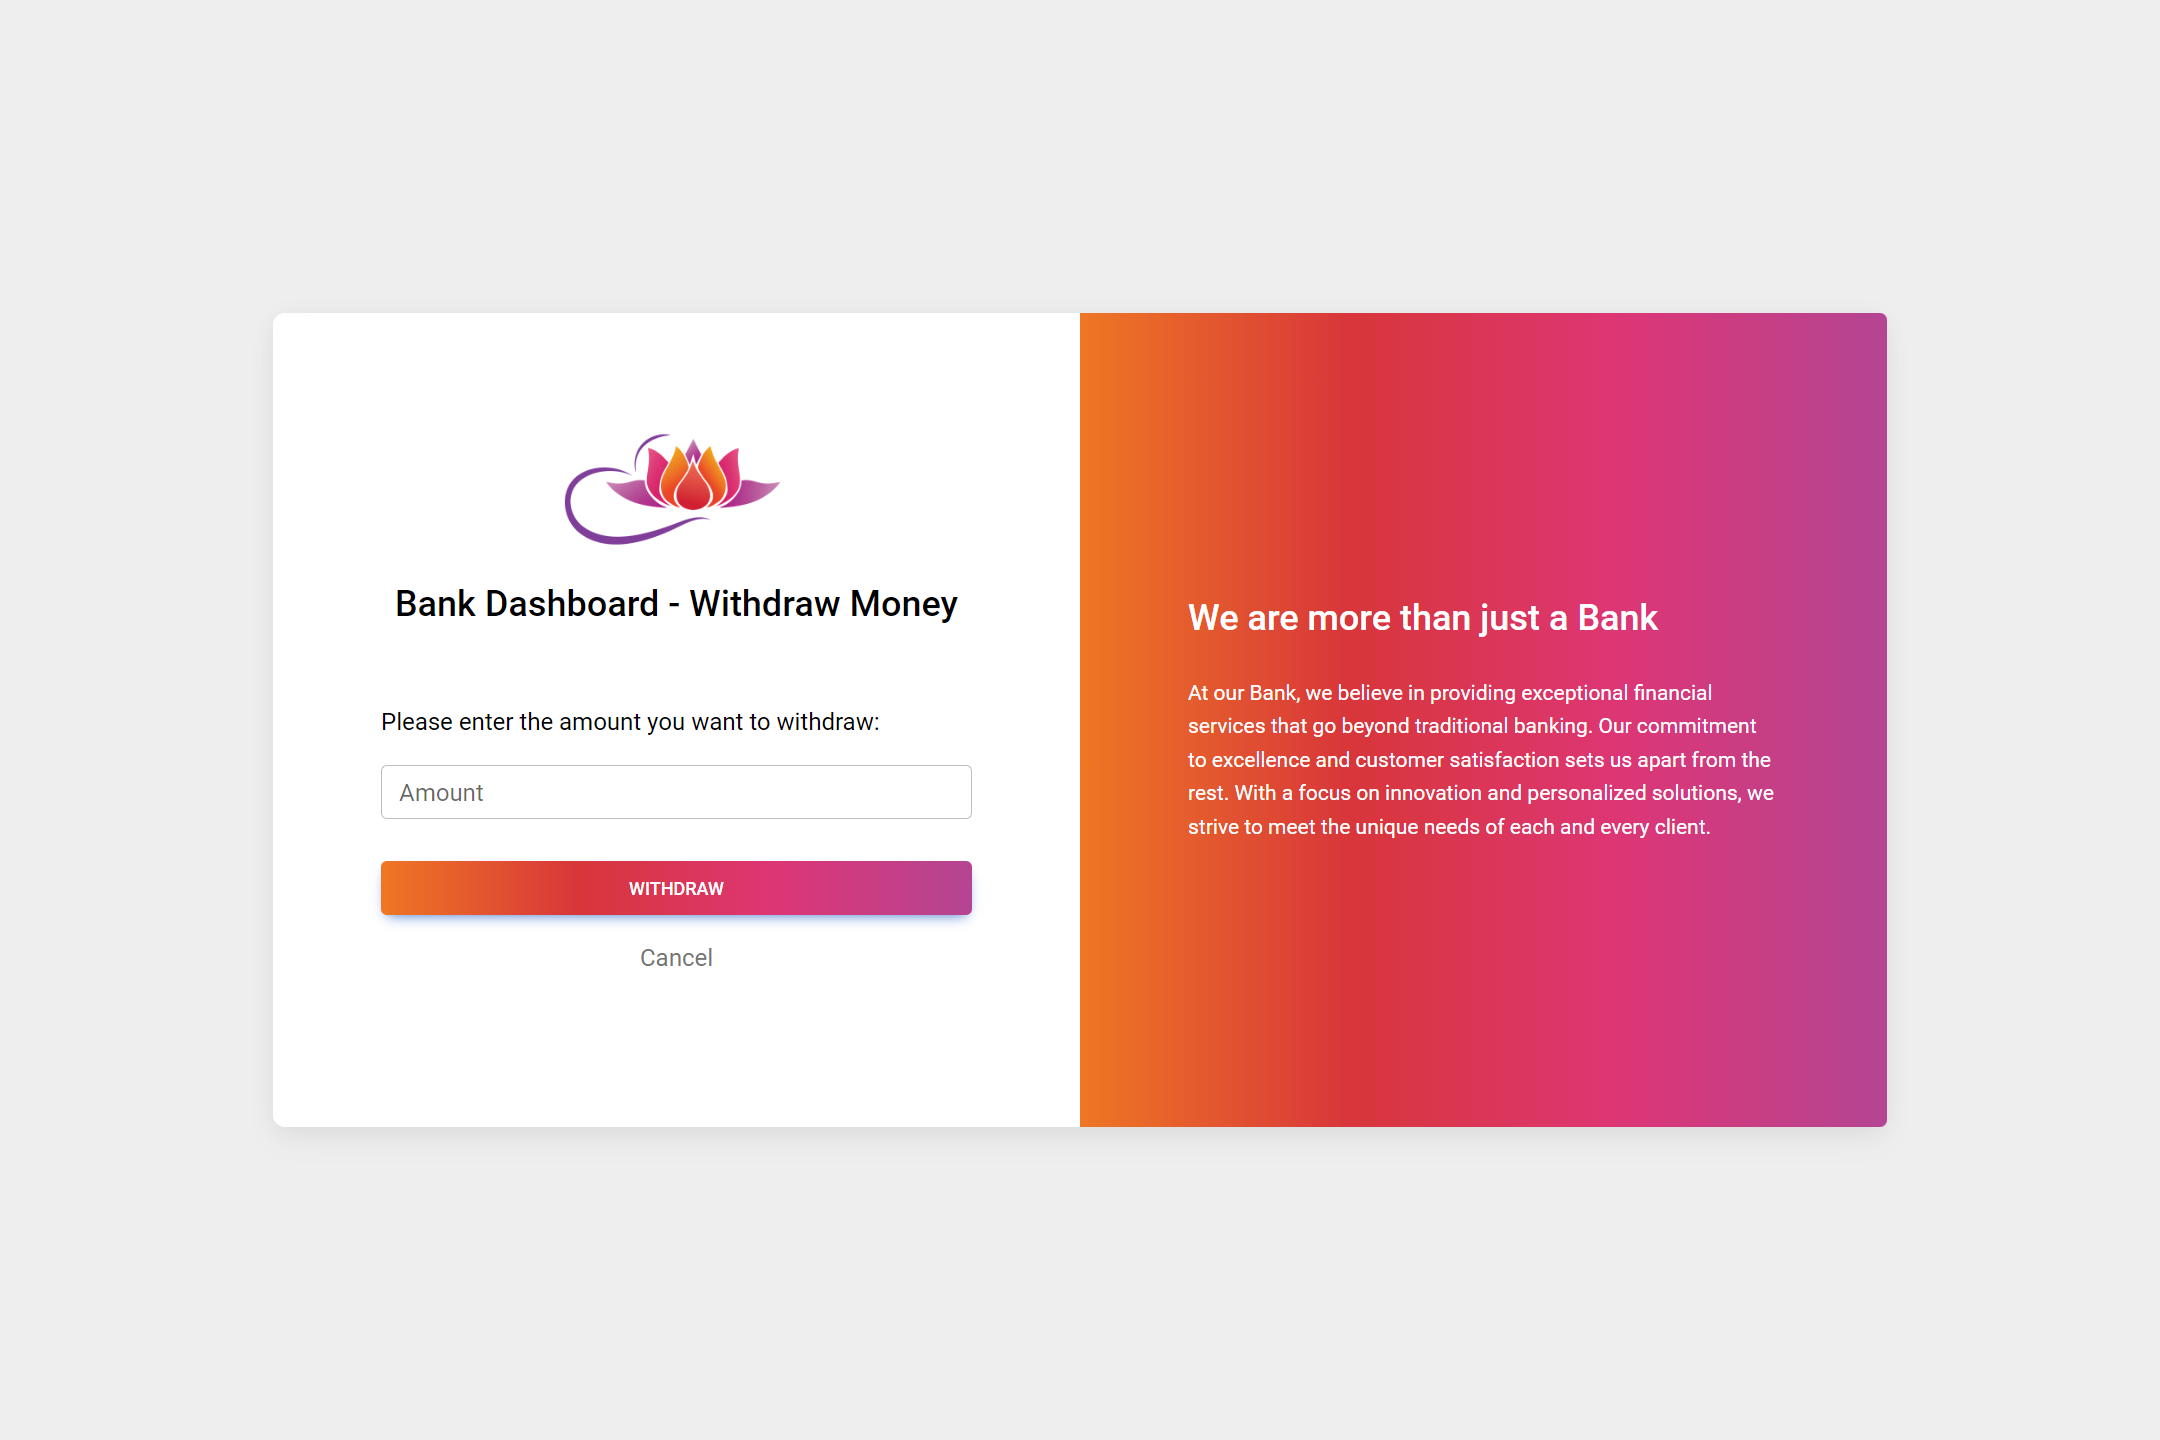 Bank Dashboard - Withdraw Money
Please enter the amount you want to withdraw:
Amount
WITHDRAW
Cancel
We are more than just a Bank
At our Bank, we believe in providing exceptional financial
services that go beyond traditional banking. Our commitment
to excellence and customer satisfaction sets us apart from the
rest. With a focus on innovation and personalized solutions, we
strive to meet the unique needs of each and every client.